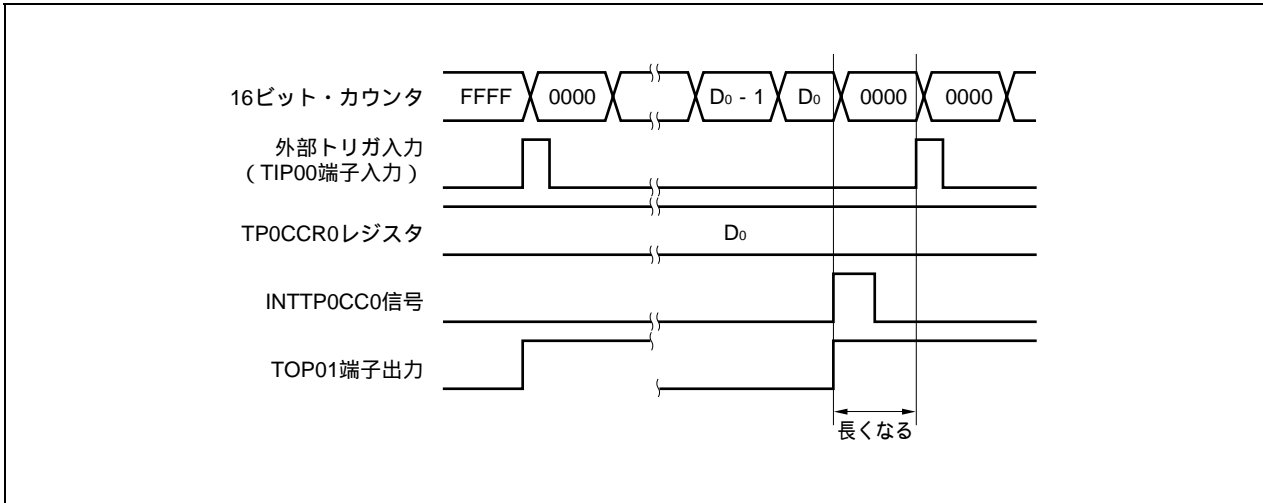 16ビット・カウンタ FFFF 0000 D0 - 1 D0 0000 0000
外部トリガ入力
(TIP00端子入力)
TP0CCR0レジスタ D0
INTTP0CC0信号
TOP01端子出力
長くなる